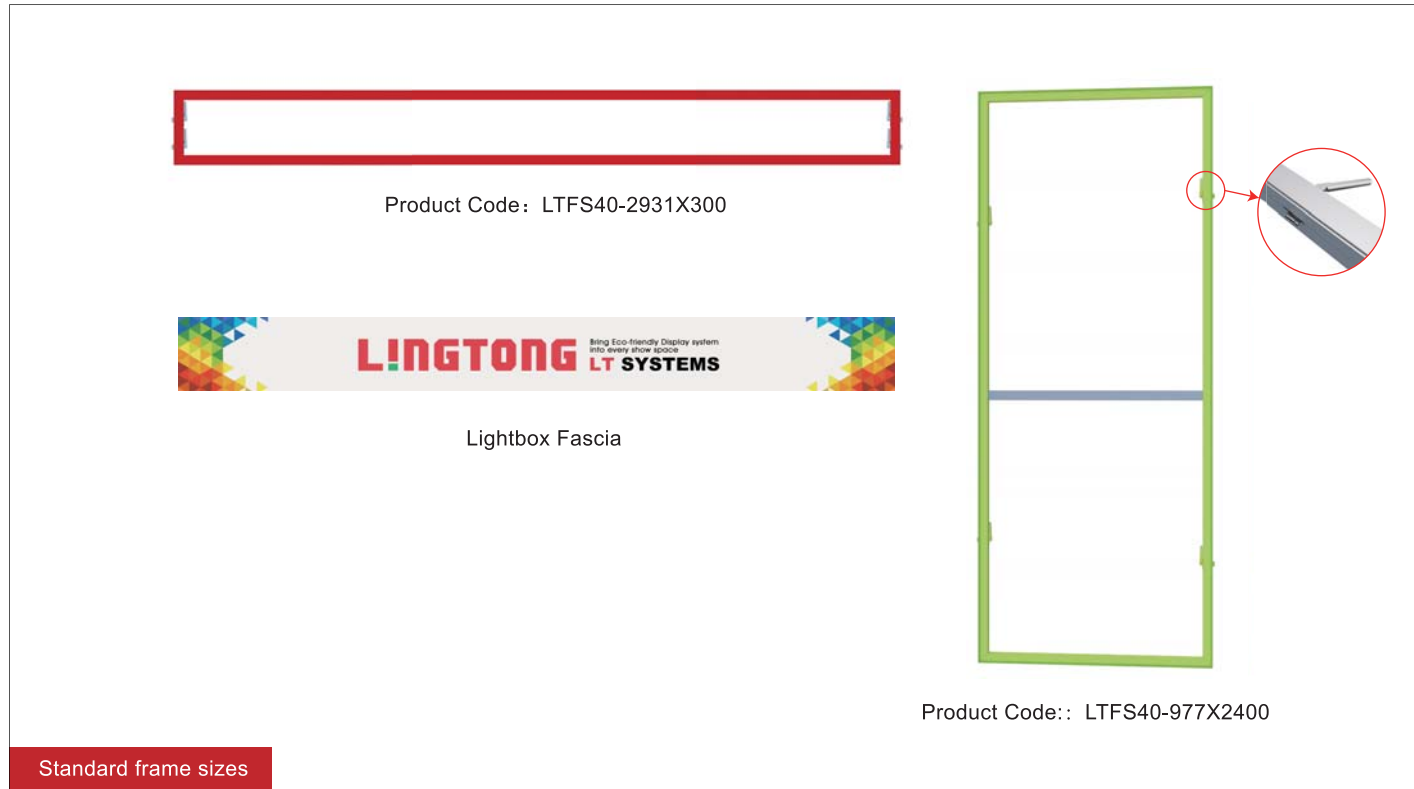 Product Code：LTFS40-2931X300
LINGTONG
Bring Eco-friendly Display system
into every show space
LT SYSTEMS
Lightbox Fascia
Product Code:: LTFS40-977X2400
Standard frame sizes